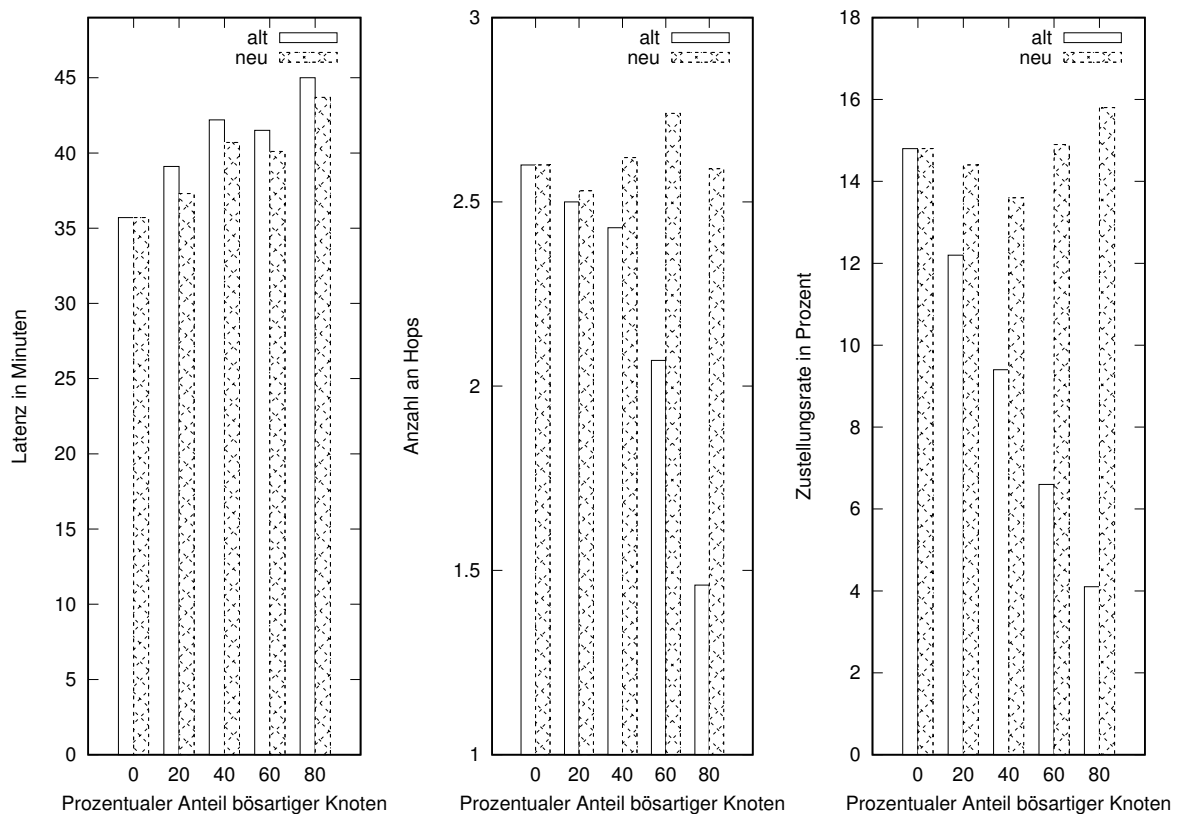 Latenz in Minuten
45
40
35
30
25
20
15
10
5
0
alt
neu
0 20 40 60 80
Prozentualer Anteil bösartiger Knoten
Anzahl an Hops
3
2.5
2
1.5
1
alt
neu
0 20 40 60 80
Prozentualer Anteil bösartiger Knoten
Zustellungsrate in Prozent
18
16
14
12
10
8
6
4
2
0
alt
neu
0 20 40 60 80
Prozentualer Anteil bösartiger Knoten